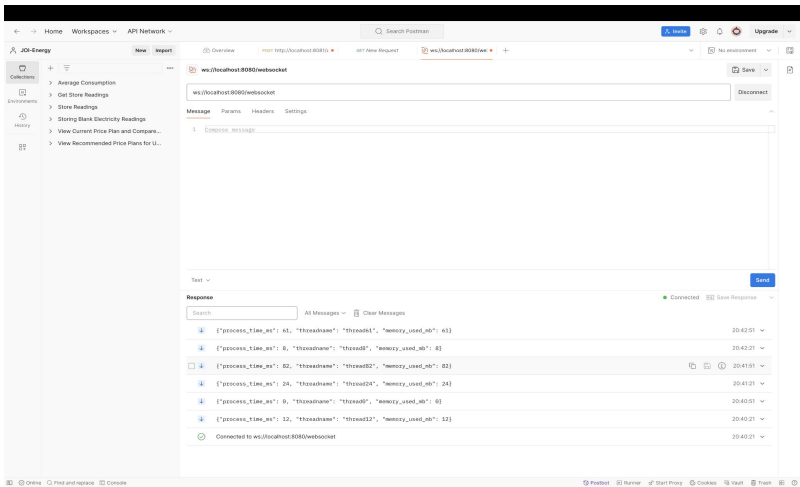 Home Workspaces API Network Search Postman Invite Upgrade
JOI-Energy New Import Overview POST http://localhost:8081/ GET New Request ws://localhost:8080/we No environment
Collections
Environments
History
Average Consumption
Get Store Readings
Store Readings
Storing Blank Electricity Readings
View Current Price Plan and Compare...
View Recommended Price Plans for U...
ws://localhost:8080/websocket Save
ws://localhost:8080/websocket Disconnect
Message Params Headers Settings
1 Compose message
Text Send
Response Connected Save Response
Search All Messages Clear Messages
{"process_time_ms": 61, "threadname": "thread61", "memory_used_mb": 61} 20:42:51
{"process_time_ms": 8, "threadname": "thread8", "memory_used_mb": 8} 20:42:21
{"process_time_ms": 82, "threadname": "thread82", "memory_used_mb": 82} 20:41:51
{"process_time_ms": 24, "threadname": "thread24", "memory_used_mb": 24} 20:41:21
{"process_time_ms": 0, "threadname": "thread0", "memory_used_mb": 0} 20:40:51
{"process_time_ms": 12, "threadname": "thread12", "memory_used_mb": 12} 20:40:21
Connected to ws://localhost:8080/websocket 20:40:21
Online Find and replace Console Postbot Runner Start Proxy Cookies Vault Trash